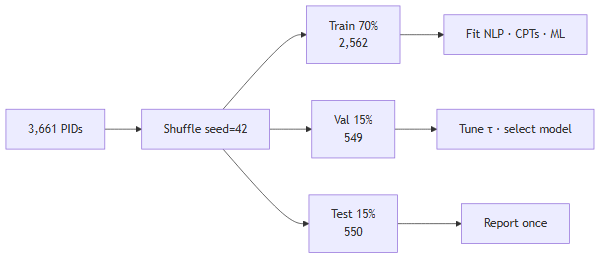 3,661 PIDs
Shuffle seed=42
Train 70%
2,562
Fit NLP · CPTs · ML
Val 15%
549
Tune τ · select model
Test 15%
550
Report once